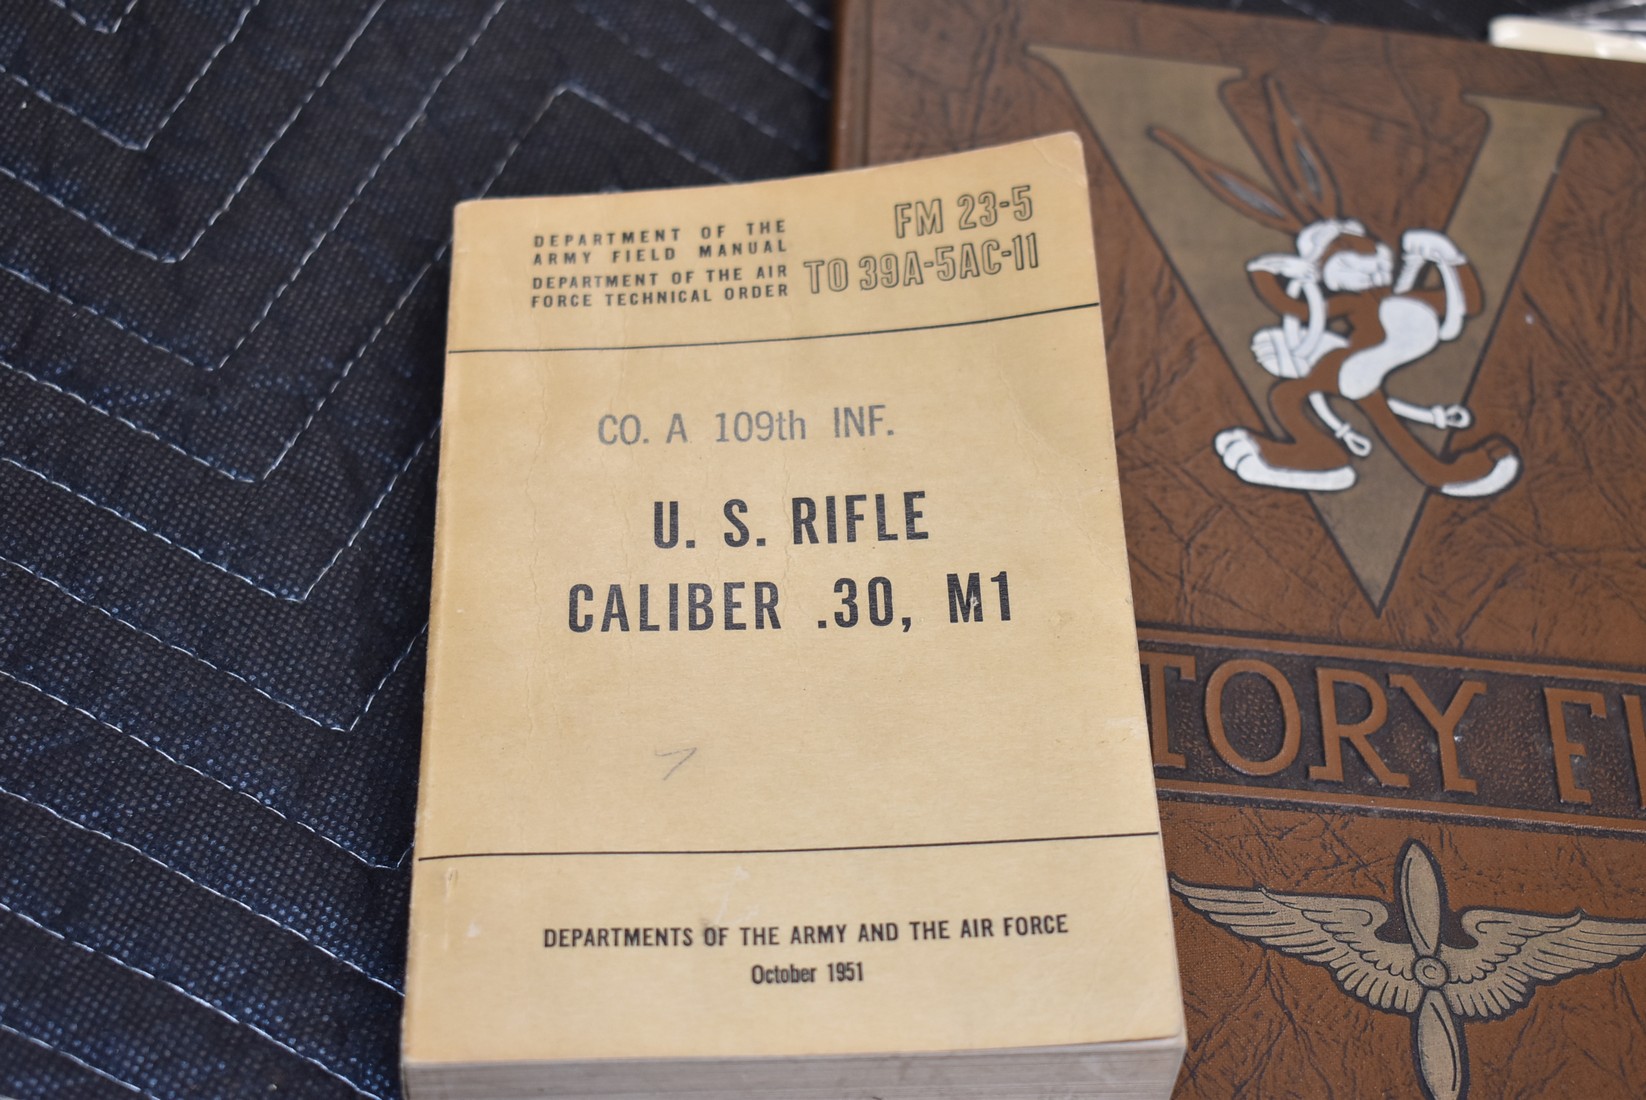 DEPARTMENT OF THE
ARMY FIELD MANUAL
DEPARTMENT OF THE AIR
FORCE TECHNICAL ORDER
FM 23-5
TO 39A-5AC-11
CO. A 109th INF.
U. S. RIFLE
CALIBER .30, M1
DEPARTMENTS OF THE ARMY AND THE AIR FORCE
October 1951
V
TORY FI